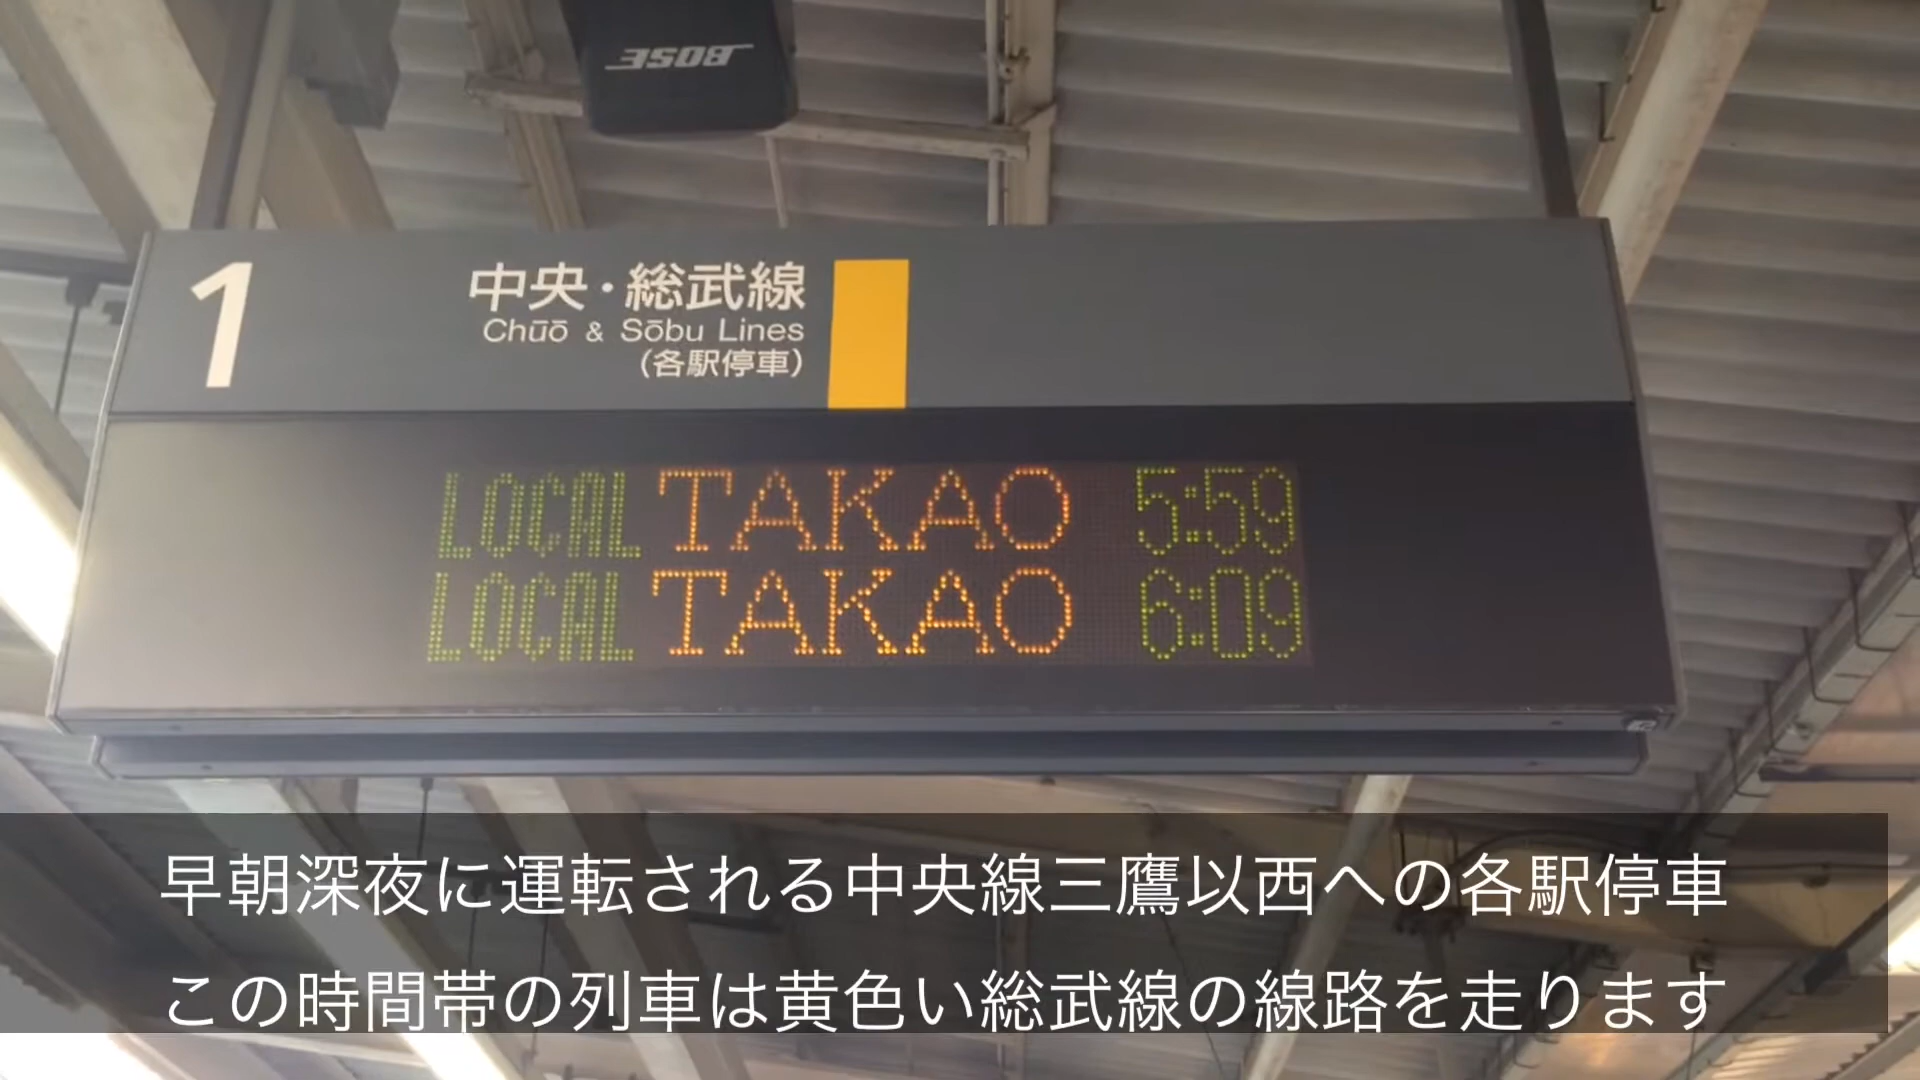 BOSE
1
中央・総武線
Chūō & Sōbu Lines
(各駅停車)
LOCAL TAKAO 5:59
LOCAL TAKAO 6:09
早朝深夜に運転される中央線三鷹以西への各駅停車
この時間帯の列車は黄色い総武線の線路を走ります